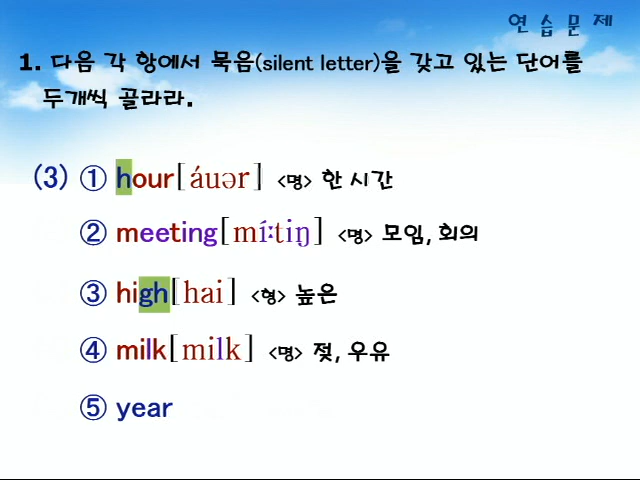 연습문제
1. 다음 각 항에서 묵음(silent letter)을 갖고 있는 단어를
두개씩 골라라.
(3) ① hour[áuər] <명> 한 시간
② meeting[míːtiŋ] <명> 모임, 회의
③ high[hai] <형> 높은
④ milk[milk] <명> 젖, 우유
⑤ year